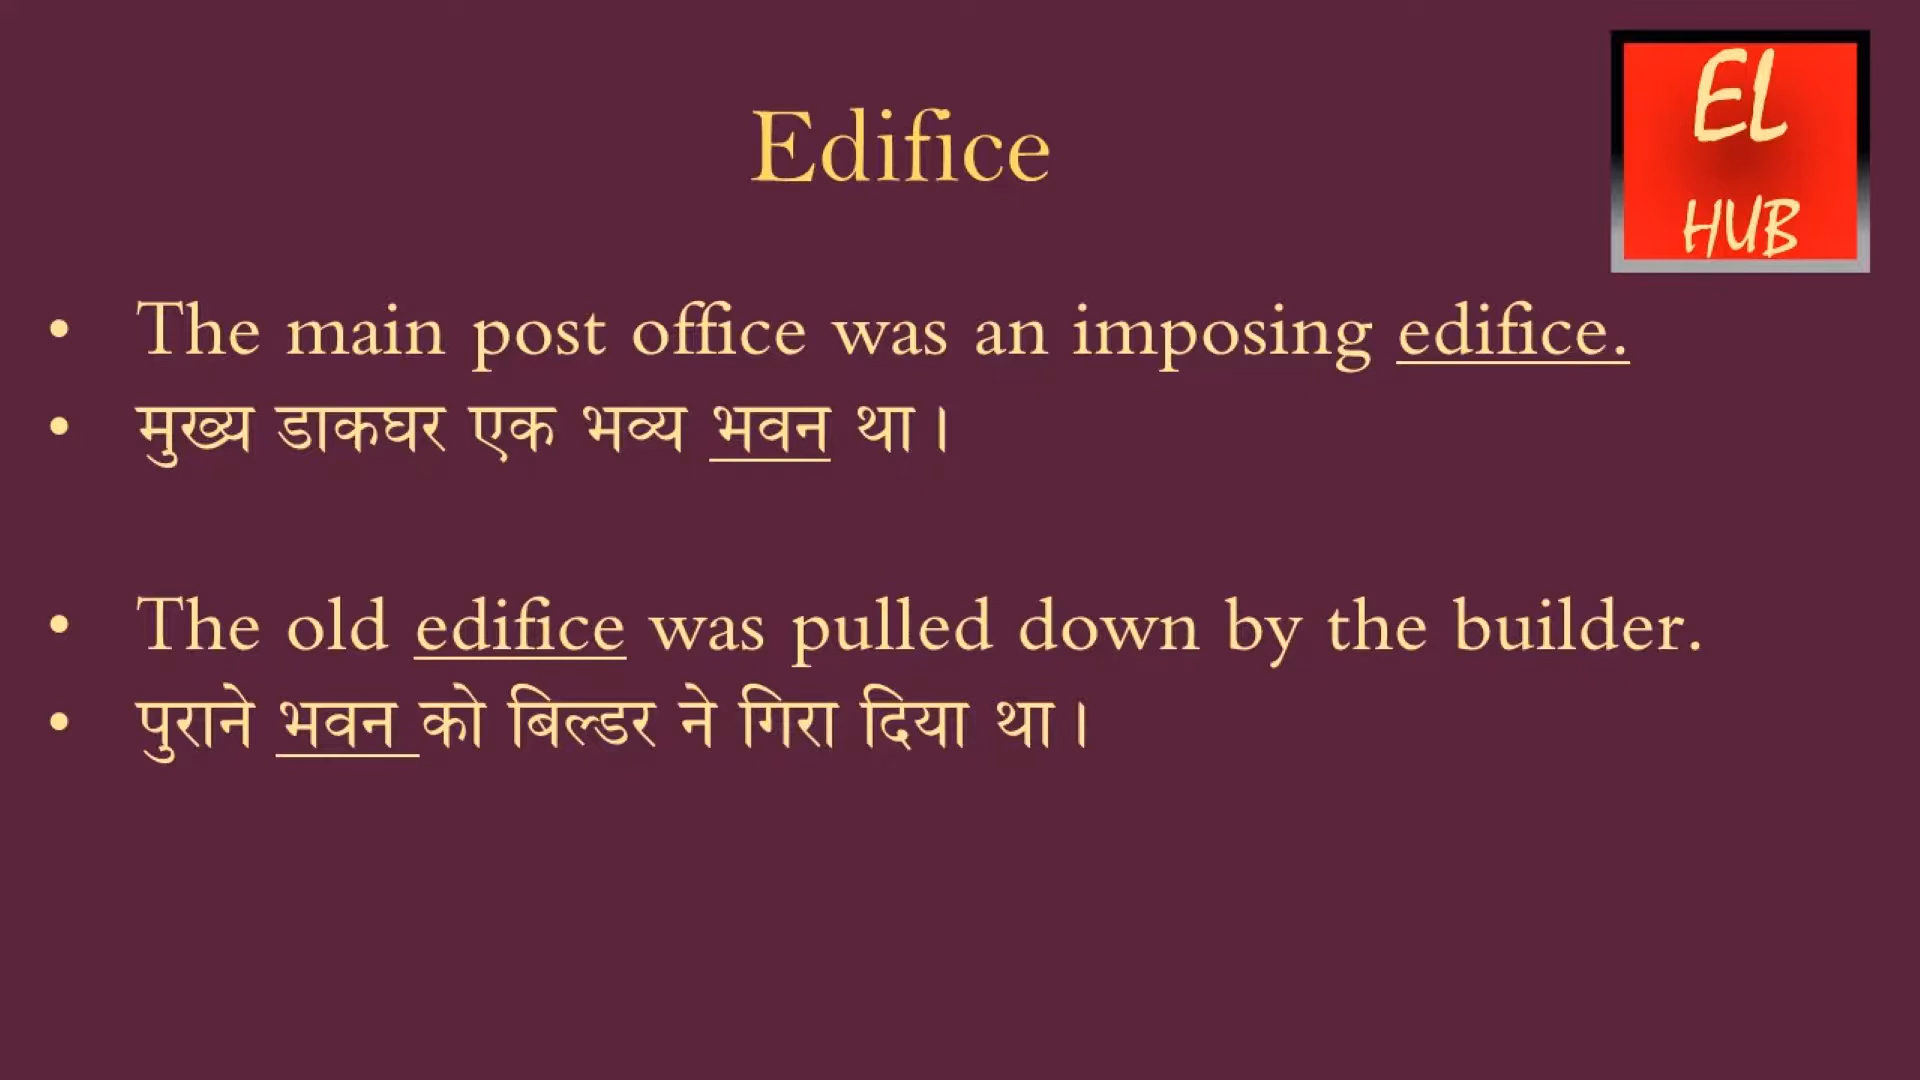 EL
HUB
Edifice
• The main post office was an imposing edifice.
• मुख्य डाकघर एक भव्य भवन था।
• The old edifice was pulled down by the builder.
• पुराने भवन को बिल्डर ने गिरा दिया था।